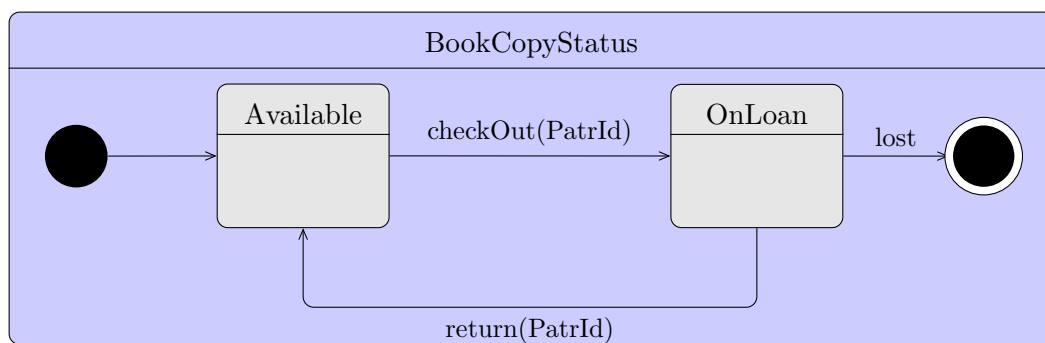 BookCopyStatus
Available
checkOut(PatrId)
OnLoan
lost
return(PatrId)